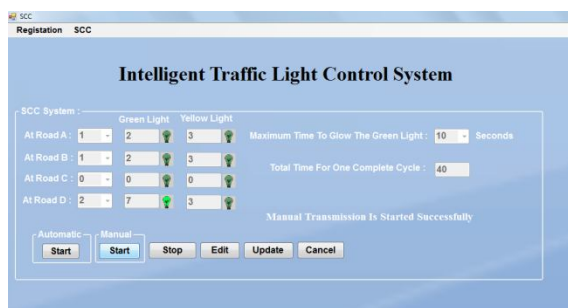 SCC
Registation SCC
Intelligent Traffic Light Control System
SCC System :
Green Light Yellow Light
At Road A : 1 2 3 Maximum Time To Glow The Green Light : 10 Seconds
At Road B : 1 2 3
Total Time For One Complete Cycle : 40
At Road C : 0 0 0
At Road D : 2 7 3
Manual Transmission Is Started Successfully
Automatic Manual
Start Start Stop Edit Update Cancel